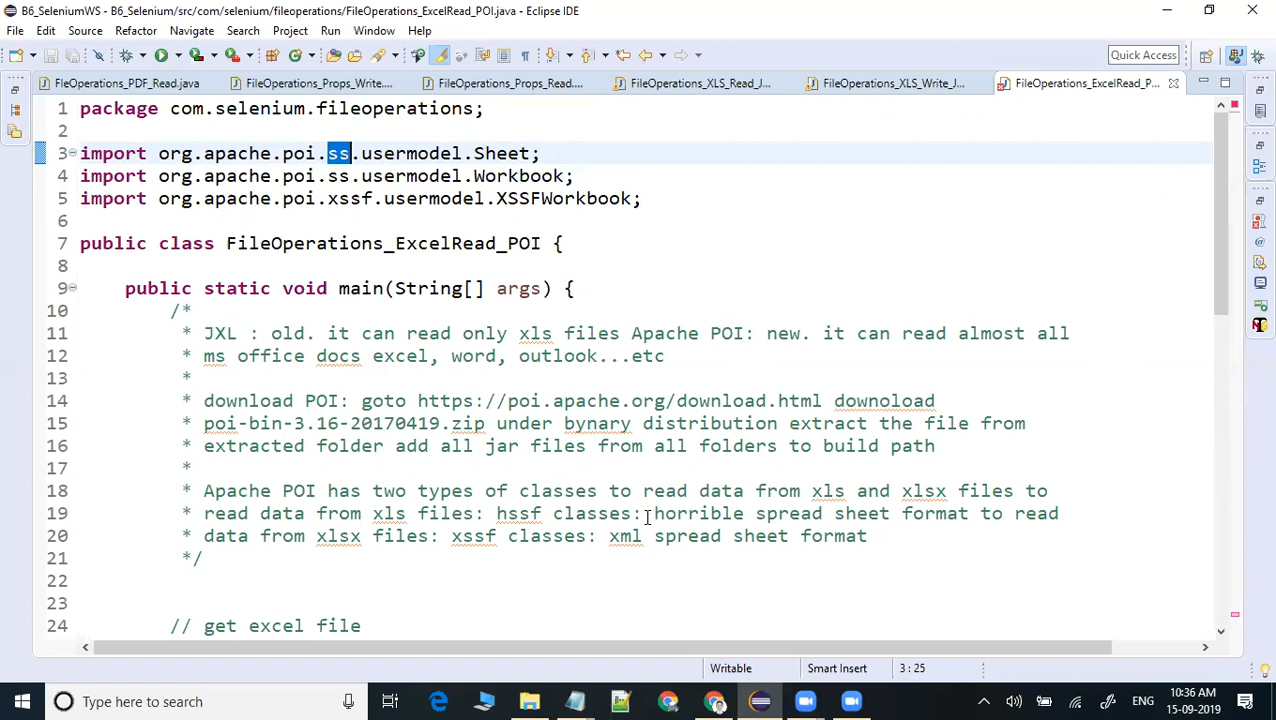 B6_SeleniumWS - B6_Selenium/src/com/selenium/fileoperations/FileOperations_ExcelRead_POI.java - Eclipse IDE
File Edit Source Refactor Navigate Search Project Run Window Help
Quick Access
FileOperations_PDF_Read.java FileOperations_Props_Write.... FileOperations_Props_Read.... FileOperations_XLS_Read_J... FileOperations_XLS_Write_J... FileOperations_ExcelRead_P...
1 package com.selenium.fileoperations;
2
3 import org.apache.poi.ss.usermodel.Sheet;
4 import org.apache.poi.ss.usermodel.Workbook;
5 import org.apache.poi.xssf.usermodel.XSSFWorkbook;
6
7 public class FileOperations_ExcelRead_POI {
8
9 public static void main(String[] args) {
10 /*
11 * JXL : old. it can read only xls files Apache POI: new. it can read almost all
12 * ms office docs excel, word, outlook...etc
13 *
14 * download POI: goto https://poi.apache.org/download.html downoload
15 * poi-bin-3.16-20170419.zip under bynary distribution extract the file from
16 * extracted folder add all jar files from all folders to build path
17 *
18 * Apache POI has two types of classes to read data from xls and xlsx files to
19 * read data from xls files: hssf classes: horrible spread sheet format to read
20 * data from xlsx files: xssf classes: xml spread sheet format
21 */
22
23
24 // get excel file
Writable Smart Insert 3 : 25
Type here to search ENG 10:36 AM
15-09-2019